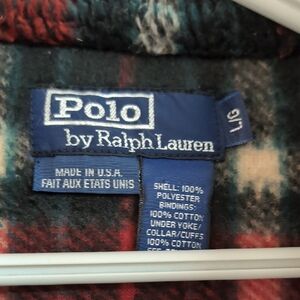 Polo
by Ralph Lauren
L/G
MADE IN U.S.A.
FAIT AUX ETATS UNIS
SHELL: 100%
POLYESTER
BINDINGS:
100% COTTON
UNDER YOKE/
COLLAR/CUFFS
100% COTTON